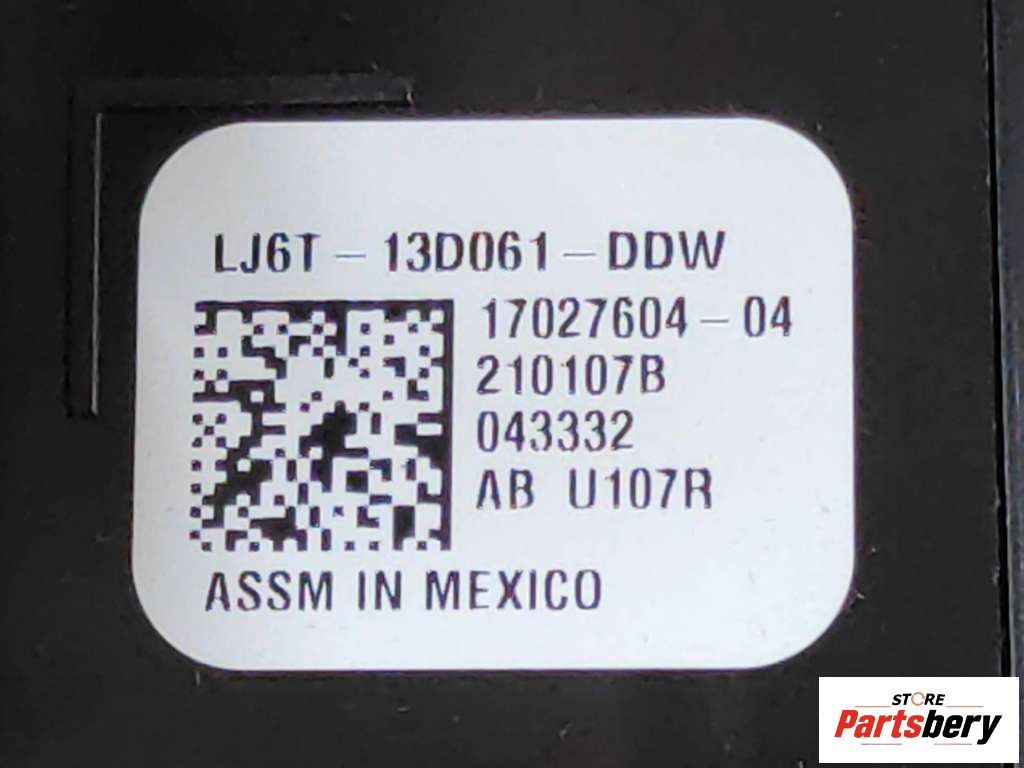 LJ6T - 13D061 - DDW
17027604 - 04
210107B
043332
AB U107R
ASSM IN MEXICO
STORE
Partsbery